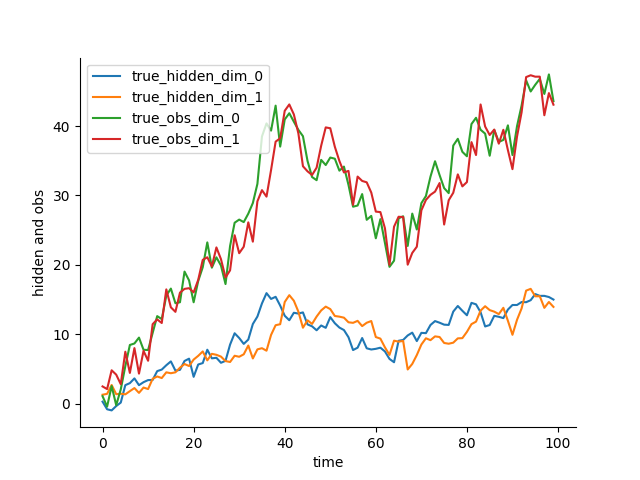 true_hidden_dim_0
true_hidden_dim_1
true_obs_dim_0
true_obs_dim_1
hidden and obs
40
30
20
10
0
0 20 40 60 80 100
time